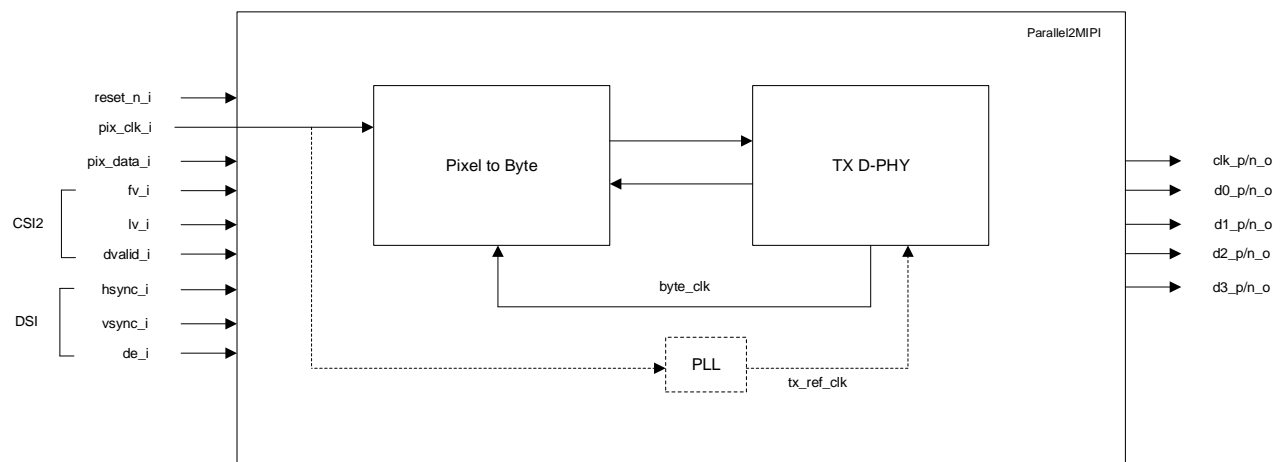 Parallel2MIPI
reset_n_i
pix_clk_i
pix_data_i
fv_i
lv_i
dvalid_i
CSI2
hsync_i
vsync_i
de_i
DSI
Pixel to Byte
TX D-PHY
byte_clk
PLL
tx_ref_clk
clk_p/n_o
d0_p/n_o
d1_p/n_o
d2_p/n_o
d3_p/n_o